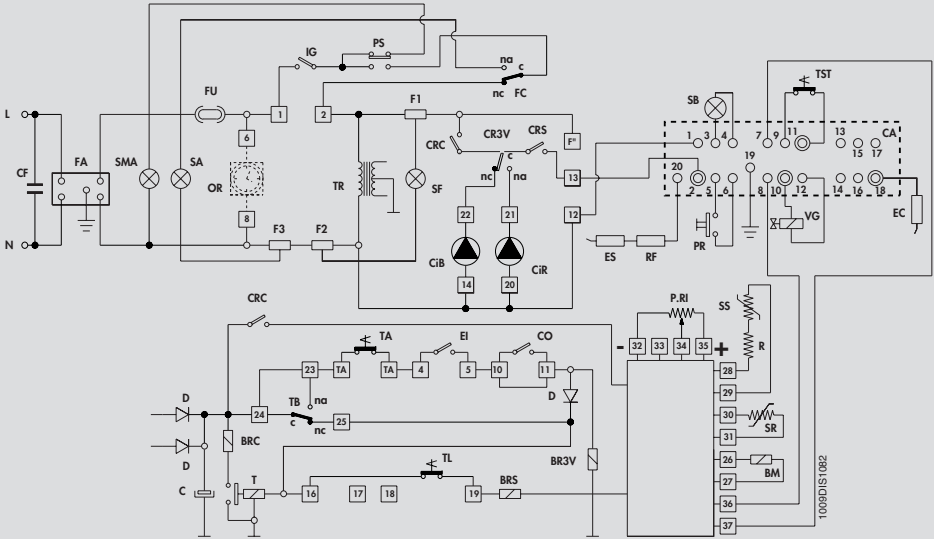 L
N
CF
FA
SMA
SA
FU
OR
6
8
F3
F2
IG
PS
1
2
na
c
nc
FC
F1
TR
SF
CRC
CR3V
CRS
c
nc
na
F"
13
12
22
21
CiB
CiR
14
20
SB
TST
CA
1 3 4 7 9 11 13 15 17
20 19
2 5 6 8 10 12 14 16 18
ES
RF
PR
VG
EC
CRC
TA
EI
CO
23
TA
TA
4
5
10
11
D
TB
na
c
nc
24
25
D
BRC
D
C
T
TL
16
17
18
19
BRS
BR3V
P.RI
-
32
33
34
35
+
SS
R
28
29
30
SR
31
26
BM
27
36
37
1009DIS1082